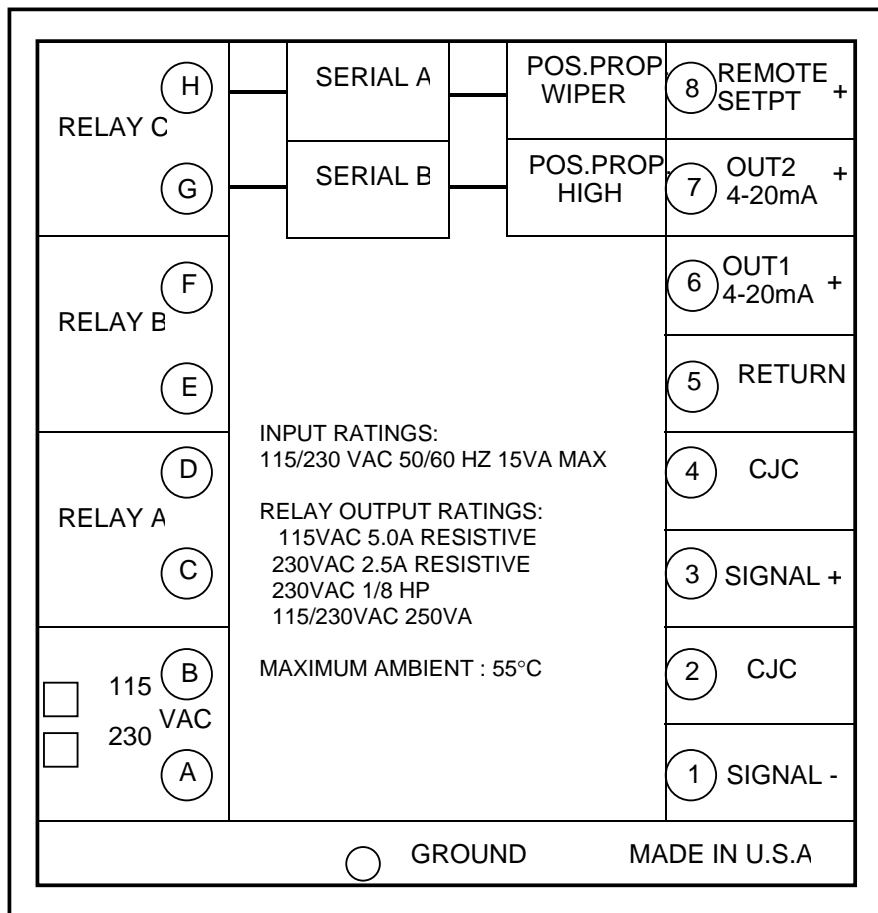 H
RELAY C
G
SERIAL A
SERIAL B
POS.PROP.
WIPER
POS.PROP.
HIGH
8
REMOTE
SETPT +
7
OUT2 +
4-20mA
F
RELAY B
E
6
OUT1
4-20mA +
5
RETURN
D
RELAY A
C
INPUT RATINGS:
115/230 VAC 50/60 HZ 15VA MAX
RELAY OUTPUT RATINGS:
115VAC 5.0A RESISTIVE
230VAC 2.5A RESISTIVE
230VAC 1/8 HP
115/230VAC 250VA
MAXIMUM AMBIENT : 55°C
4
CJC
3
SIGNAL +
B
115
VAC
230
A
2
CJC
1
SIGNAL -
GROUND
MADE IN U.S.A